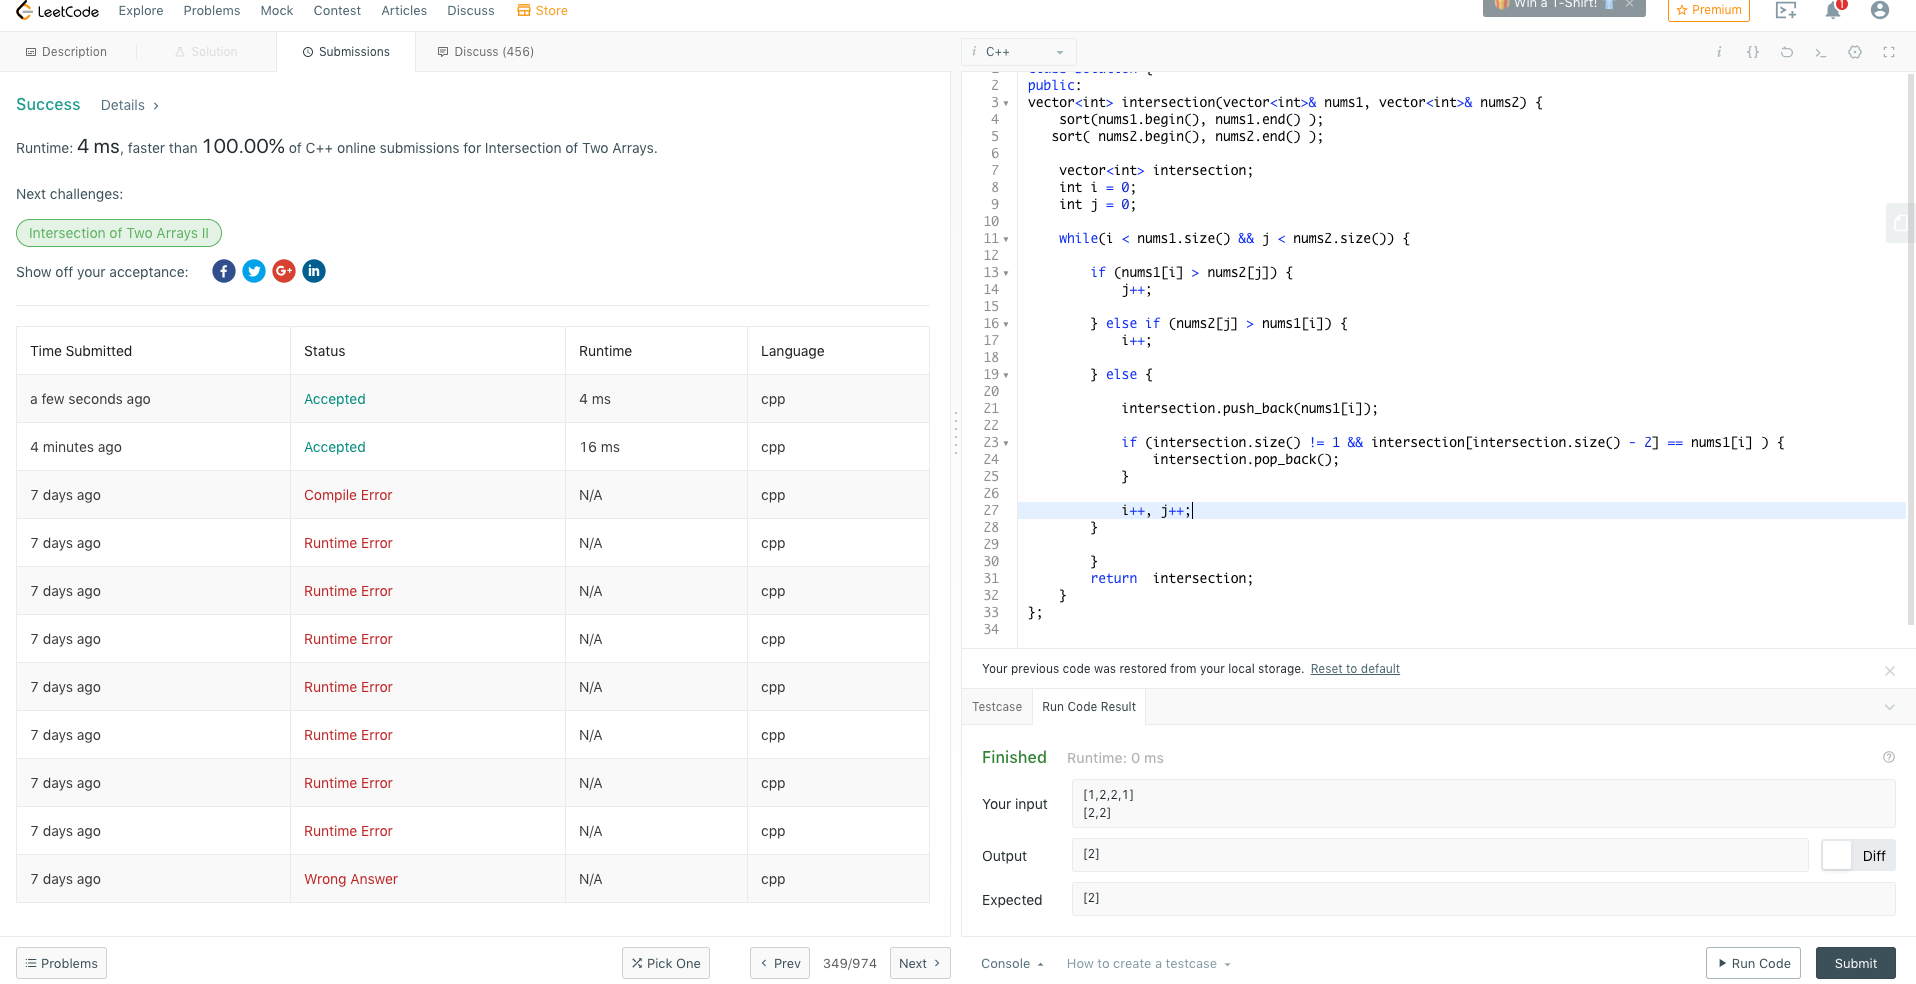 LeetCode Explore Problems Mock Contest Articles Discuss Store Win a T-Shirt! × Premium 1
Description Solution Submissions Discuss (456)
Success Details >
Runtime: 4 ms, faster than 100.00% of C++ online submissions for Intersection of Two Arrays.
Next challenges:
Intersection of Two Arrays II
Show off your acceptance: f G+ in
Time Submitted Status Runtime Language
a few seconds ago Accepted 4 ms cpp
4 minutes ago Accepted 16 ms cpp
7 days ago Compile Error N/A cpp
7 days ago Runtime Error N/A cpp
7 days ago Runtime Error N/A cpp
7 days ago Runtime Error N/A cpp
7 days ago Runtime Error N/A cpp
7 days ago Runtime Error N/A cpp
7 days ago Runtime Error N/A cpp
7 days ago Runtime Error N/A cpp
7 days ago Wrong Answer N/A cpp
Problems Pick One < Prev 349/974 Next >
i C++ i {}
2 public:
3 vector<int> intersection(vector<int>& nums1, vector<int>& nums2) {
4 sort(nums1.begin(), nums1.end() );
5 sort( nums2.begin(), nums2.end() );
6
7 vector<int> intersection;
8 int i = 0;
9 int j = 0;
10
11 while(i < nums1.size() && j < nums2.size()) {
12
13 if (nums1[i] > nums2[j]) {
14 j++;
15
16 } else if (nums2[j] > nums1[i]) {
17 i++;
18
19 } else {
20
21 intersection.push_back(nums1[i]);
22
23 if (intersection.size() != 1 && intersection[intersection.size() - 2] == nums1[i] ) {
24 intersection.pop_back();
25 }
26
27 i++, j++;
28 }
29
30 }
31 return  intersection;
32 }
33 };
34
Your previous code was restored from your local storage. Reset to default ×
Testcase Run Code Result
Finished Runtime: 0 ms
Your input [1,2,2,1]
[2,2]
Output [2] Diff
Expected [2]
Console How to create a testcase Run Code Submit